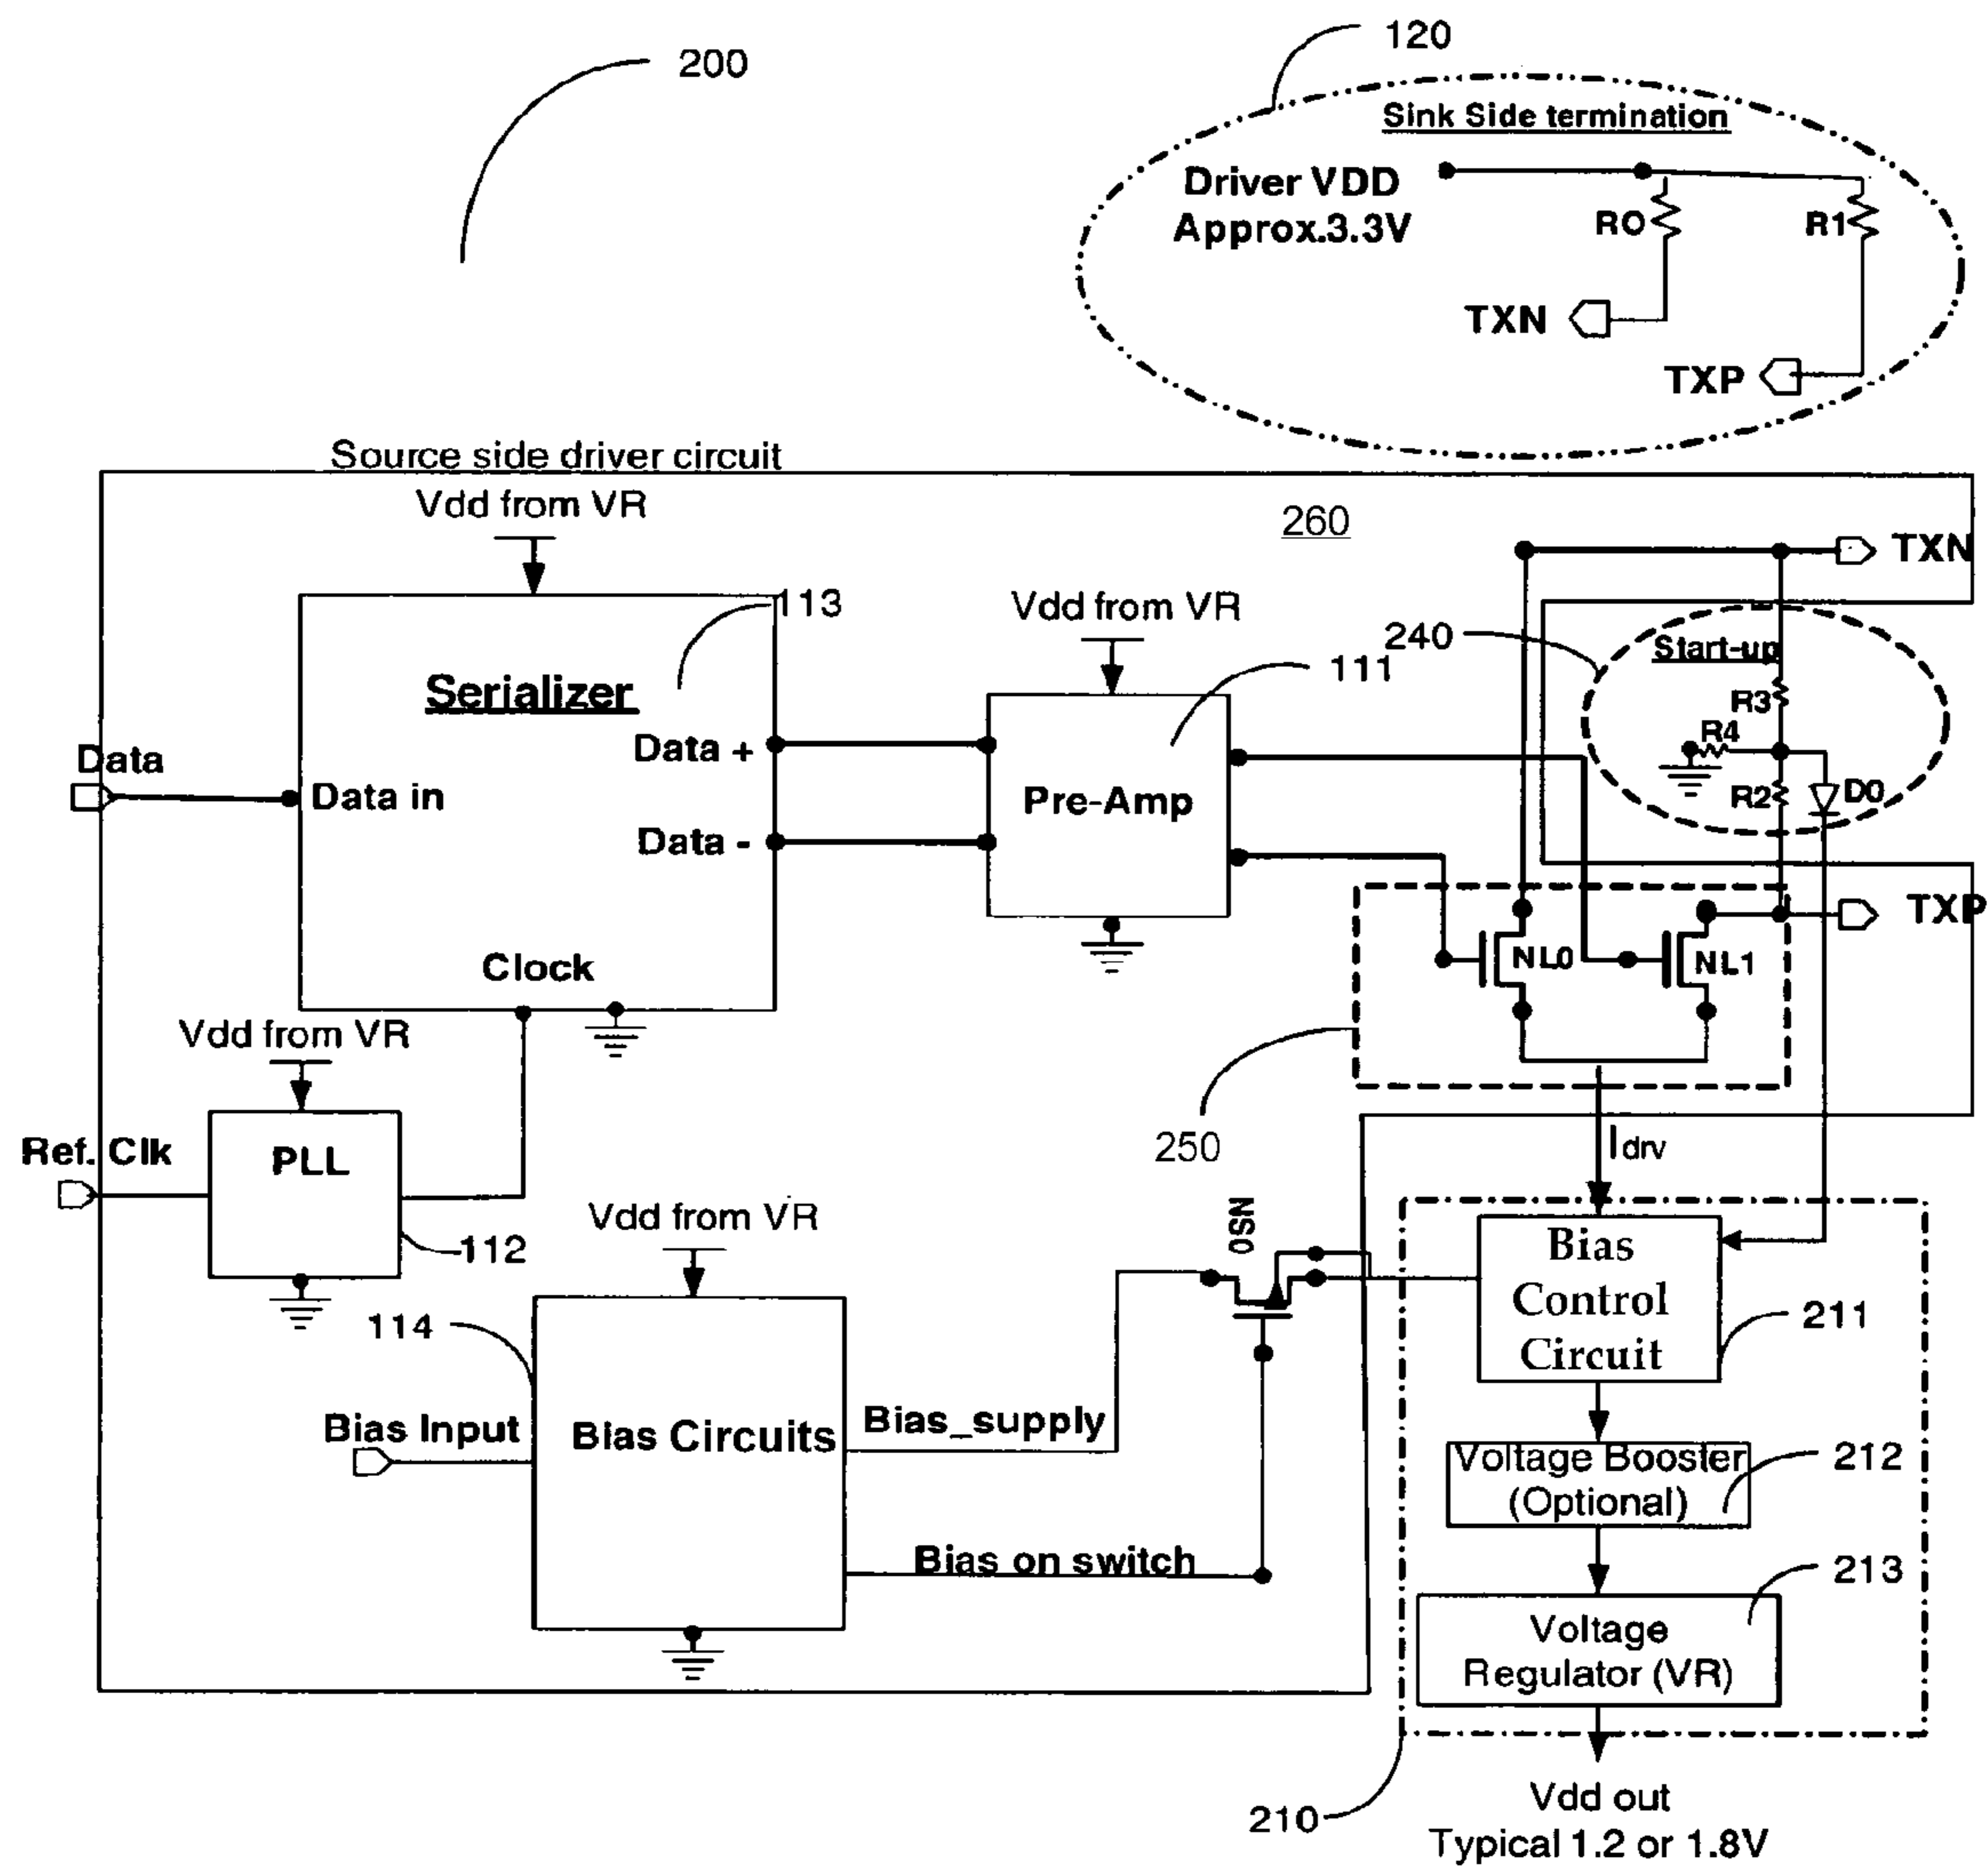 200
120
Sink Side termination
Driver VDD
Approx.3.3V
R0
R1
TXN
TXP
Source side driver circuit
Vdd from VR
260
TXN
113
Vdd from VR
240
Start-up
111
Serializer
R3
R4
Data +
Data
Data in
Pre-Amp
R2
D0
Data -
TXP
Clock
NL0
NL1
Vdd from VR
250
Idrv
Ref. Clk
PLL
112
Vdd from VR
NS0
Bias
Control
Circuit
211
114
Bias Input
Bias Circuits
Bias_supply
Voltage Booster
(Optional)
212
Bias on switch
213
Voltage
Regulator (VR)
210
Vdd out
Typical 1.2 or 1.8V